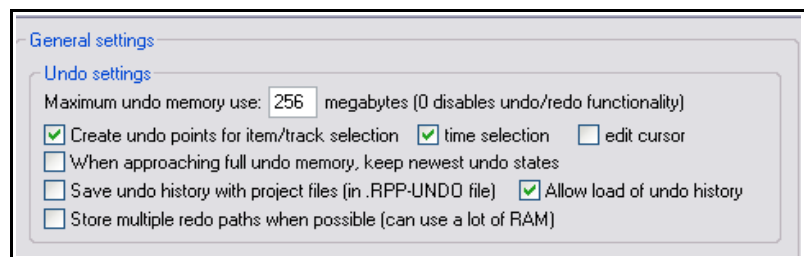 General settings
Undo settings
Maximum undo memory use: 256 megabytes (0 disables undo/redo functionality)
Create undo points for item/track selection time selection edit cursor
When approaching full undo memory, keep newest undo states
Save undo history with project files (in .RPP-UNDO file) Allow load of undo history
Store multiple redo paths when possible (can use a lot of RAM)